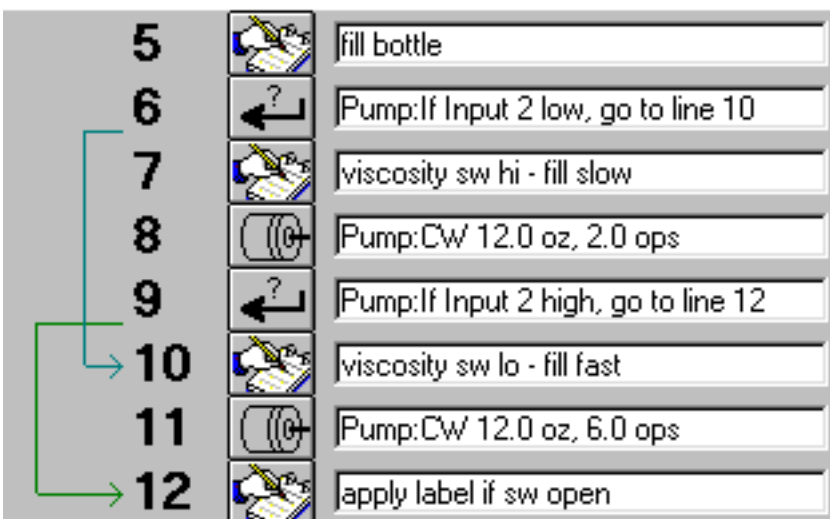 5 fill bottle
6 Pump:If Input 2 low, go to line 10
7 viscosity sw hi - fill slow
8 Pump:CW 12.0 oz, 2.0 ops
9 Pump:If Input 2 high, go to line 12
10 viscosity sw lo - fill fast
11 Pump:CW 12.0 oz, 6.0 ops
12 apply label if sw open